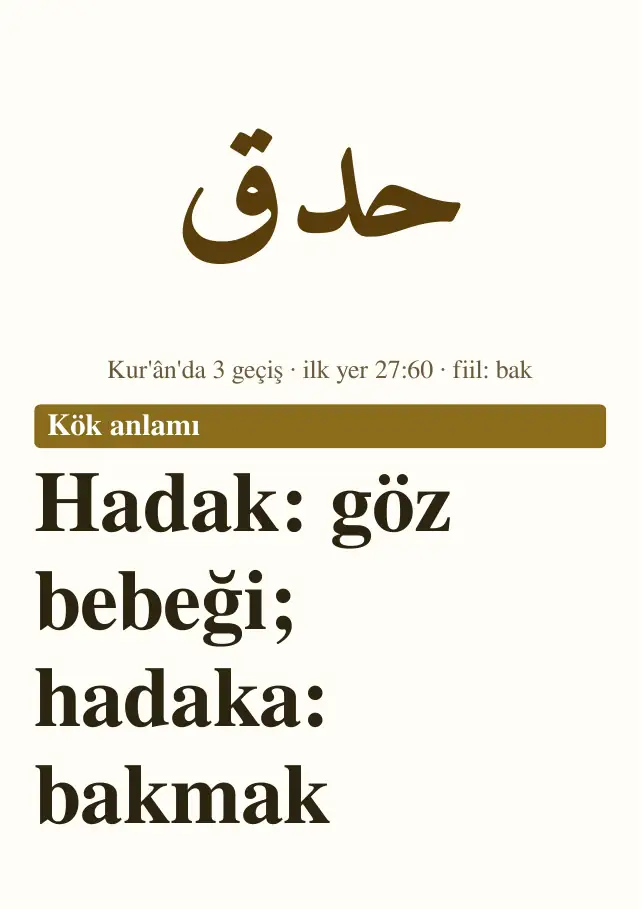 حدق
Kur'ân'da 3 geçiş · ilk yer 27:60 · fiil: bak
Kök anlamı
Hadak: göz
bebeği;
hadaka:
bakmak